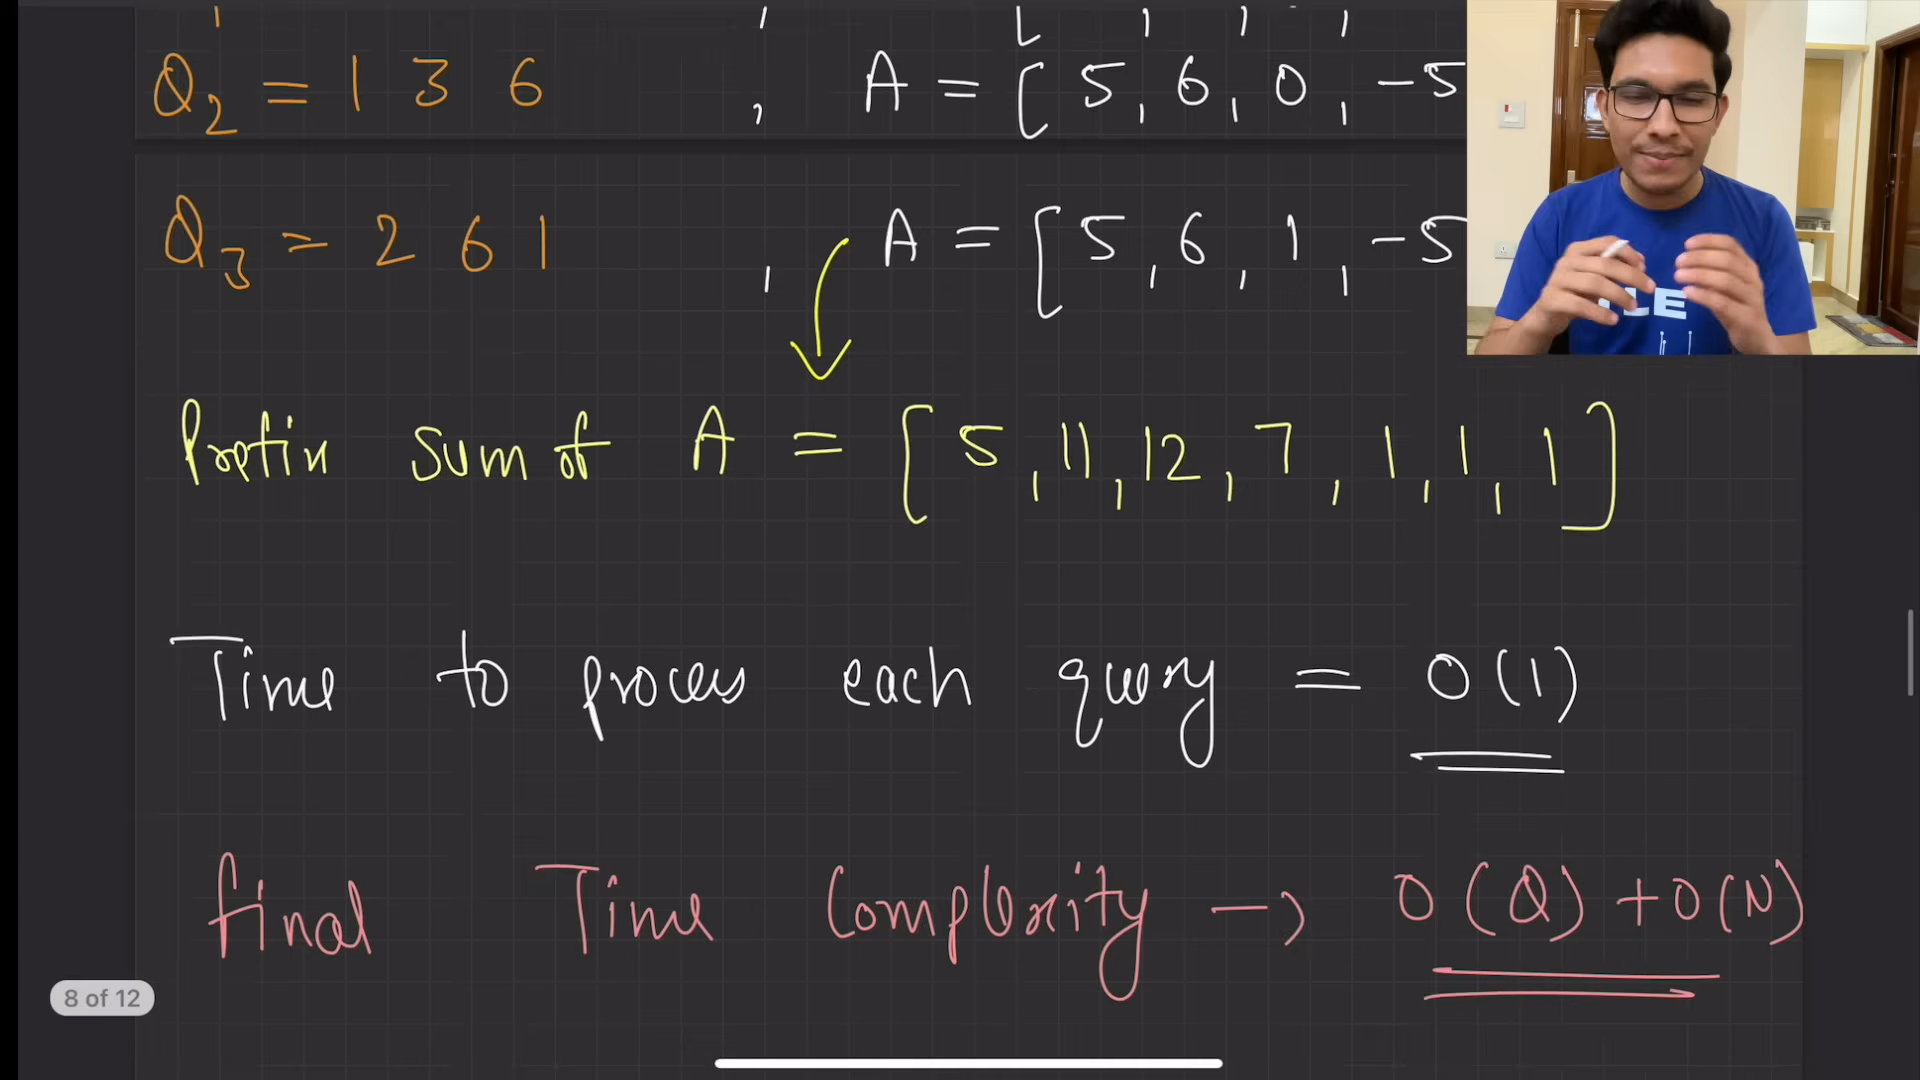 Q2 = 1 3 6 , A = [ 5 , 6 , 0 , -5
Q3 = 2 6 1 , A = [ 5 , 6 , 1 , -5
LE
Prefix sum of A = [ 5 , 11 , 12 , 7 , 1 , 1 , 1 ]
Time to process each query = O(1)
final Time Complexity → O(Q) + O(N)
8 of 12